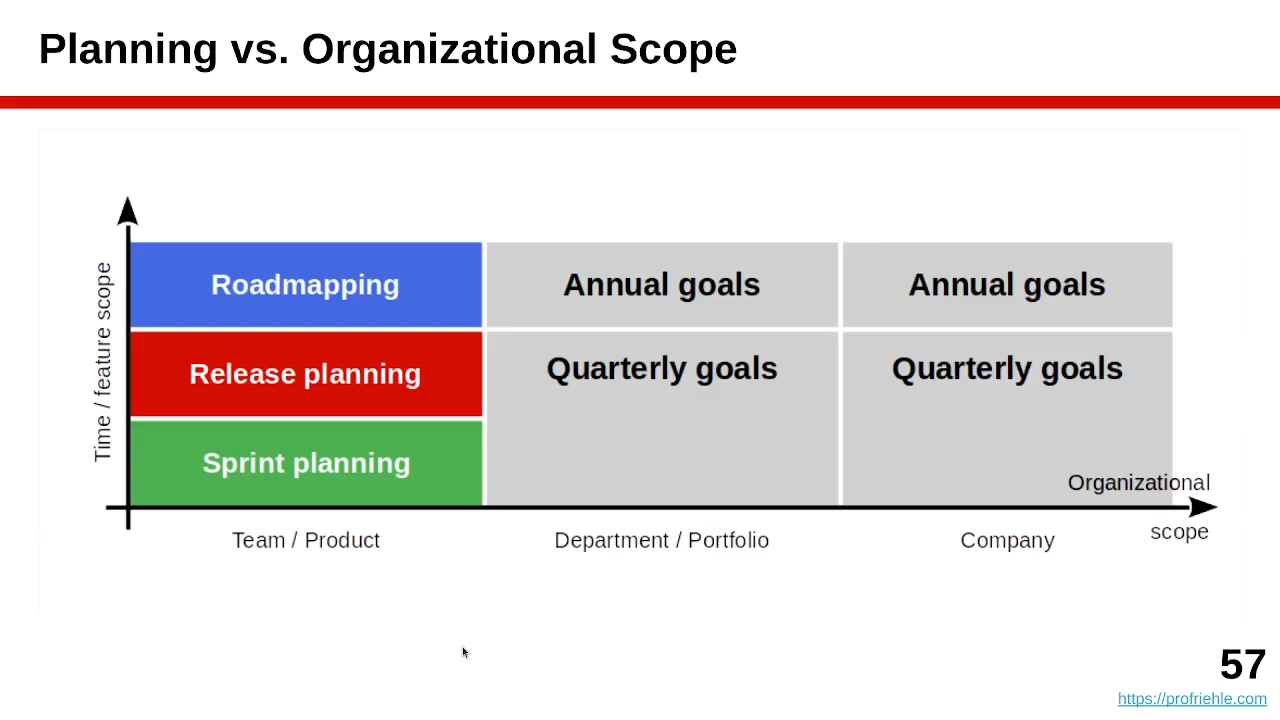 Planning vs. Organizational Scope
Time / feature scope
Roadmapping
Annual goals
Annual goals
Release planning
Quarterly goals
Quarterly goals
Sprint planning
Organizational
scope
Team / Product
Department / Portfolio
Company
57
https://profriehle.com